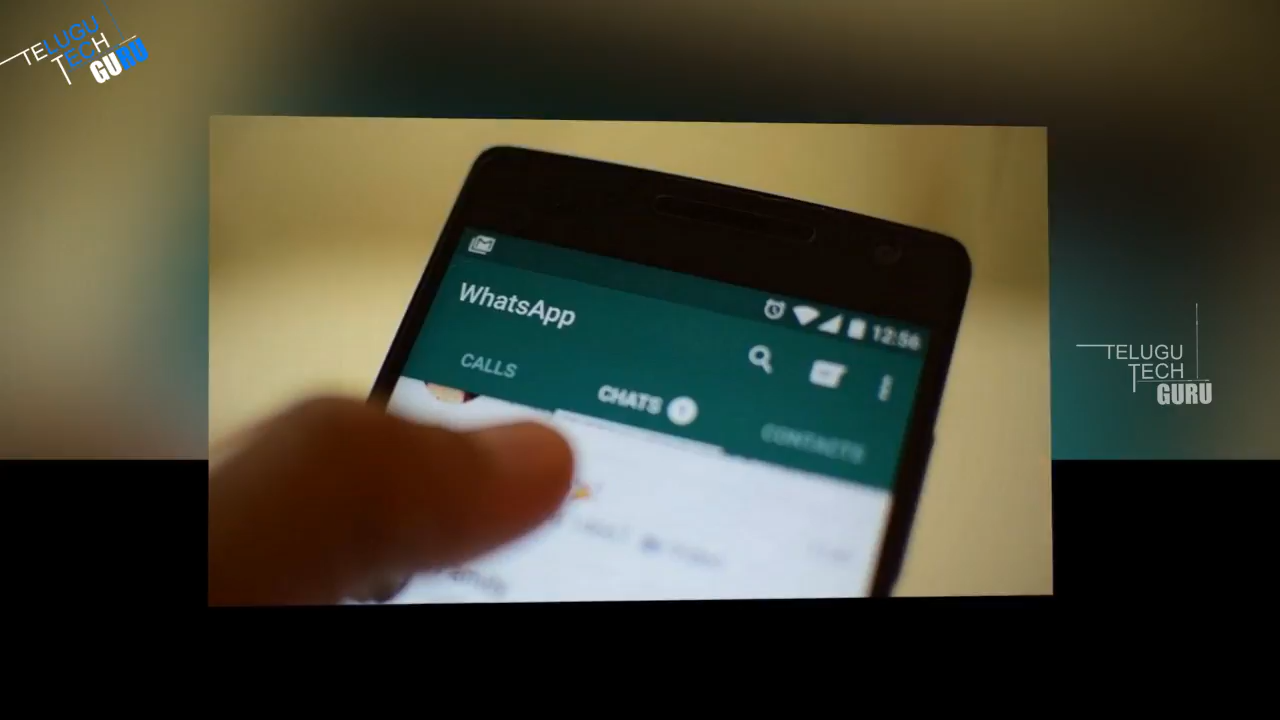 TELUGU
TECH
GURU
WhatsApp
12:56
CALLS
CHATS
CONTACTS
TELUGU
TECH
GURU